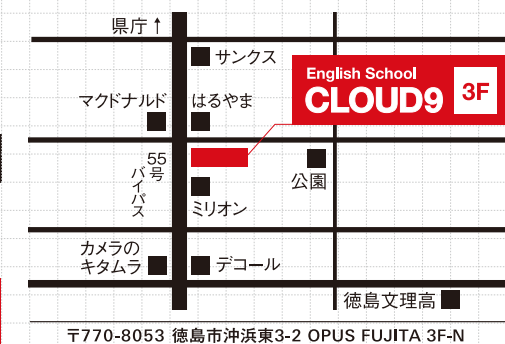 県庁↑
サンクス
English School
CLOUD9
3F
マクドナルド
はるやま
55号バイパス
公園
ミリオン
カメラの
キタムラ
デコール
徳島文理高
〒770-8053 徳島市沖浜東3-2 OPUS FUJITA 3F-N